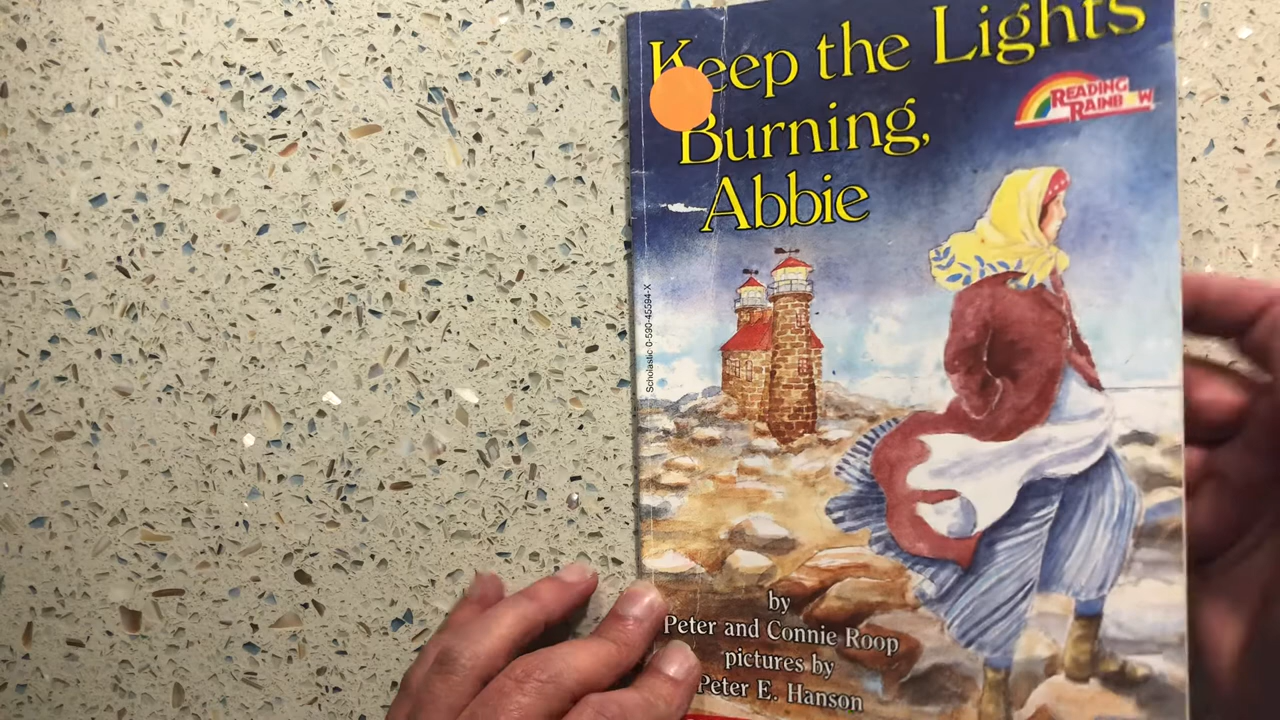 Keep the Lights
Burning,
Abbie
READING
RAINBOW
Scholastic 0-590-45594-X
by
Peter and Connie Roop
pictures by
Peter E. Hanson